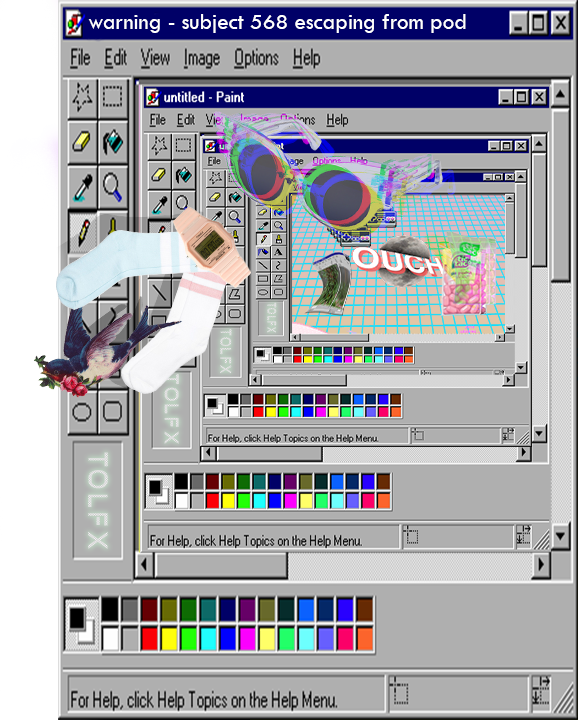 warning - subject 568 escaping from pod
File Edit View Image Options Help
untitled - Paint
File Edit View Image Options Help
File Image Options Help
OUCH
TOLFX
TOLFX
TOLFX
TOLFX
For Help, click Help Topics on the Help Menu.
For Help, click Help Topics on the Help Menu.
For Help, click Help Topics on the Help Menu.